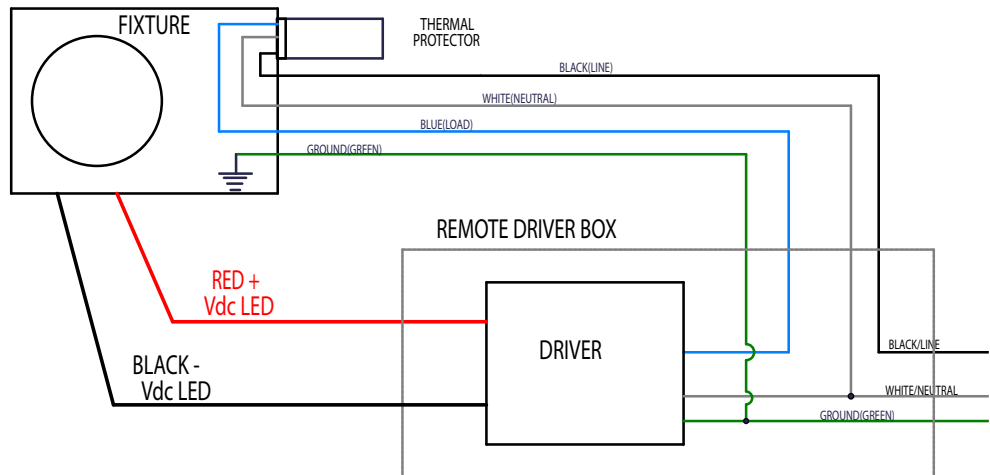 FIXTURE
THERMAL
PROTECTOR
BLACK(LINE)
WHITE(NEUTRAL)
BLUE(LOAD)
GROUND(GREEN)
REMOTE DRIVER BOX
RED +
Vdc LED
DRIVER
BLACK/LINE
BLACK -
Vdc LED
WHITE/NEUTRAL
GROUND(GREEN)